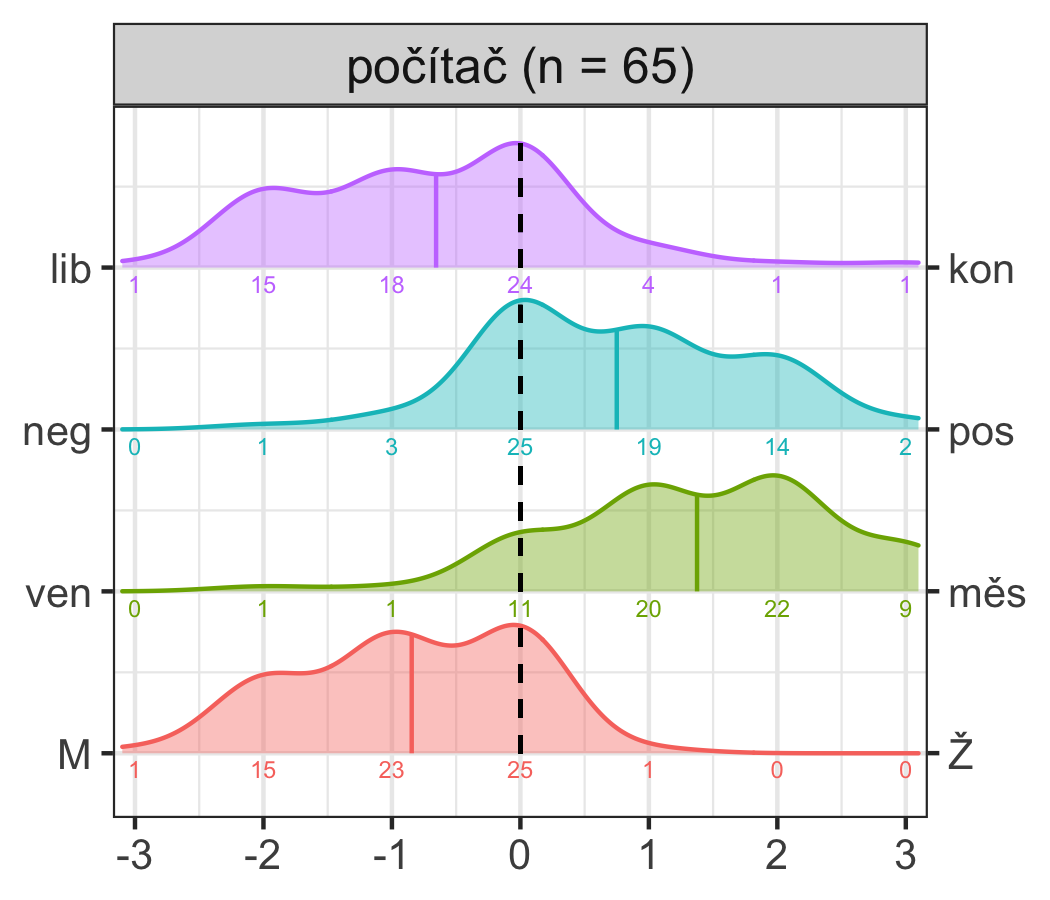 počítač (n = 65)
lib kon
1 15 18 24 4 1 1
neg pos
0 1 3 25 19 14 2
ven měs
0 1 1 11 20 22 9
M Ž
1 15 23 25 1 0 0
-3 -2 -1 0 1 2 3